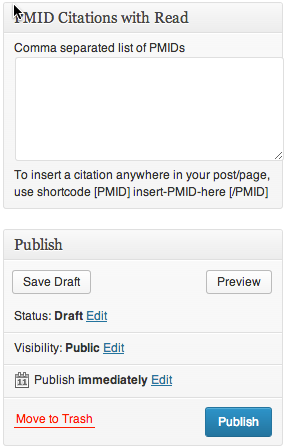 PMID Citations with Read
Comma separated list of PMIDs
To insert a citation anywhere in your post/page,
use shortcode [PMID] insert-PMID-here [/PMID]
Publish
Save Draft Preview
Status: Draft Edit
Visibility: Public Edit
11 Publish immediately Edit
Move to Trash Publish